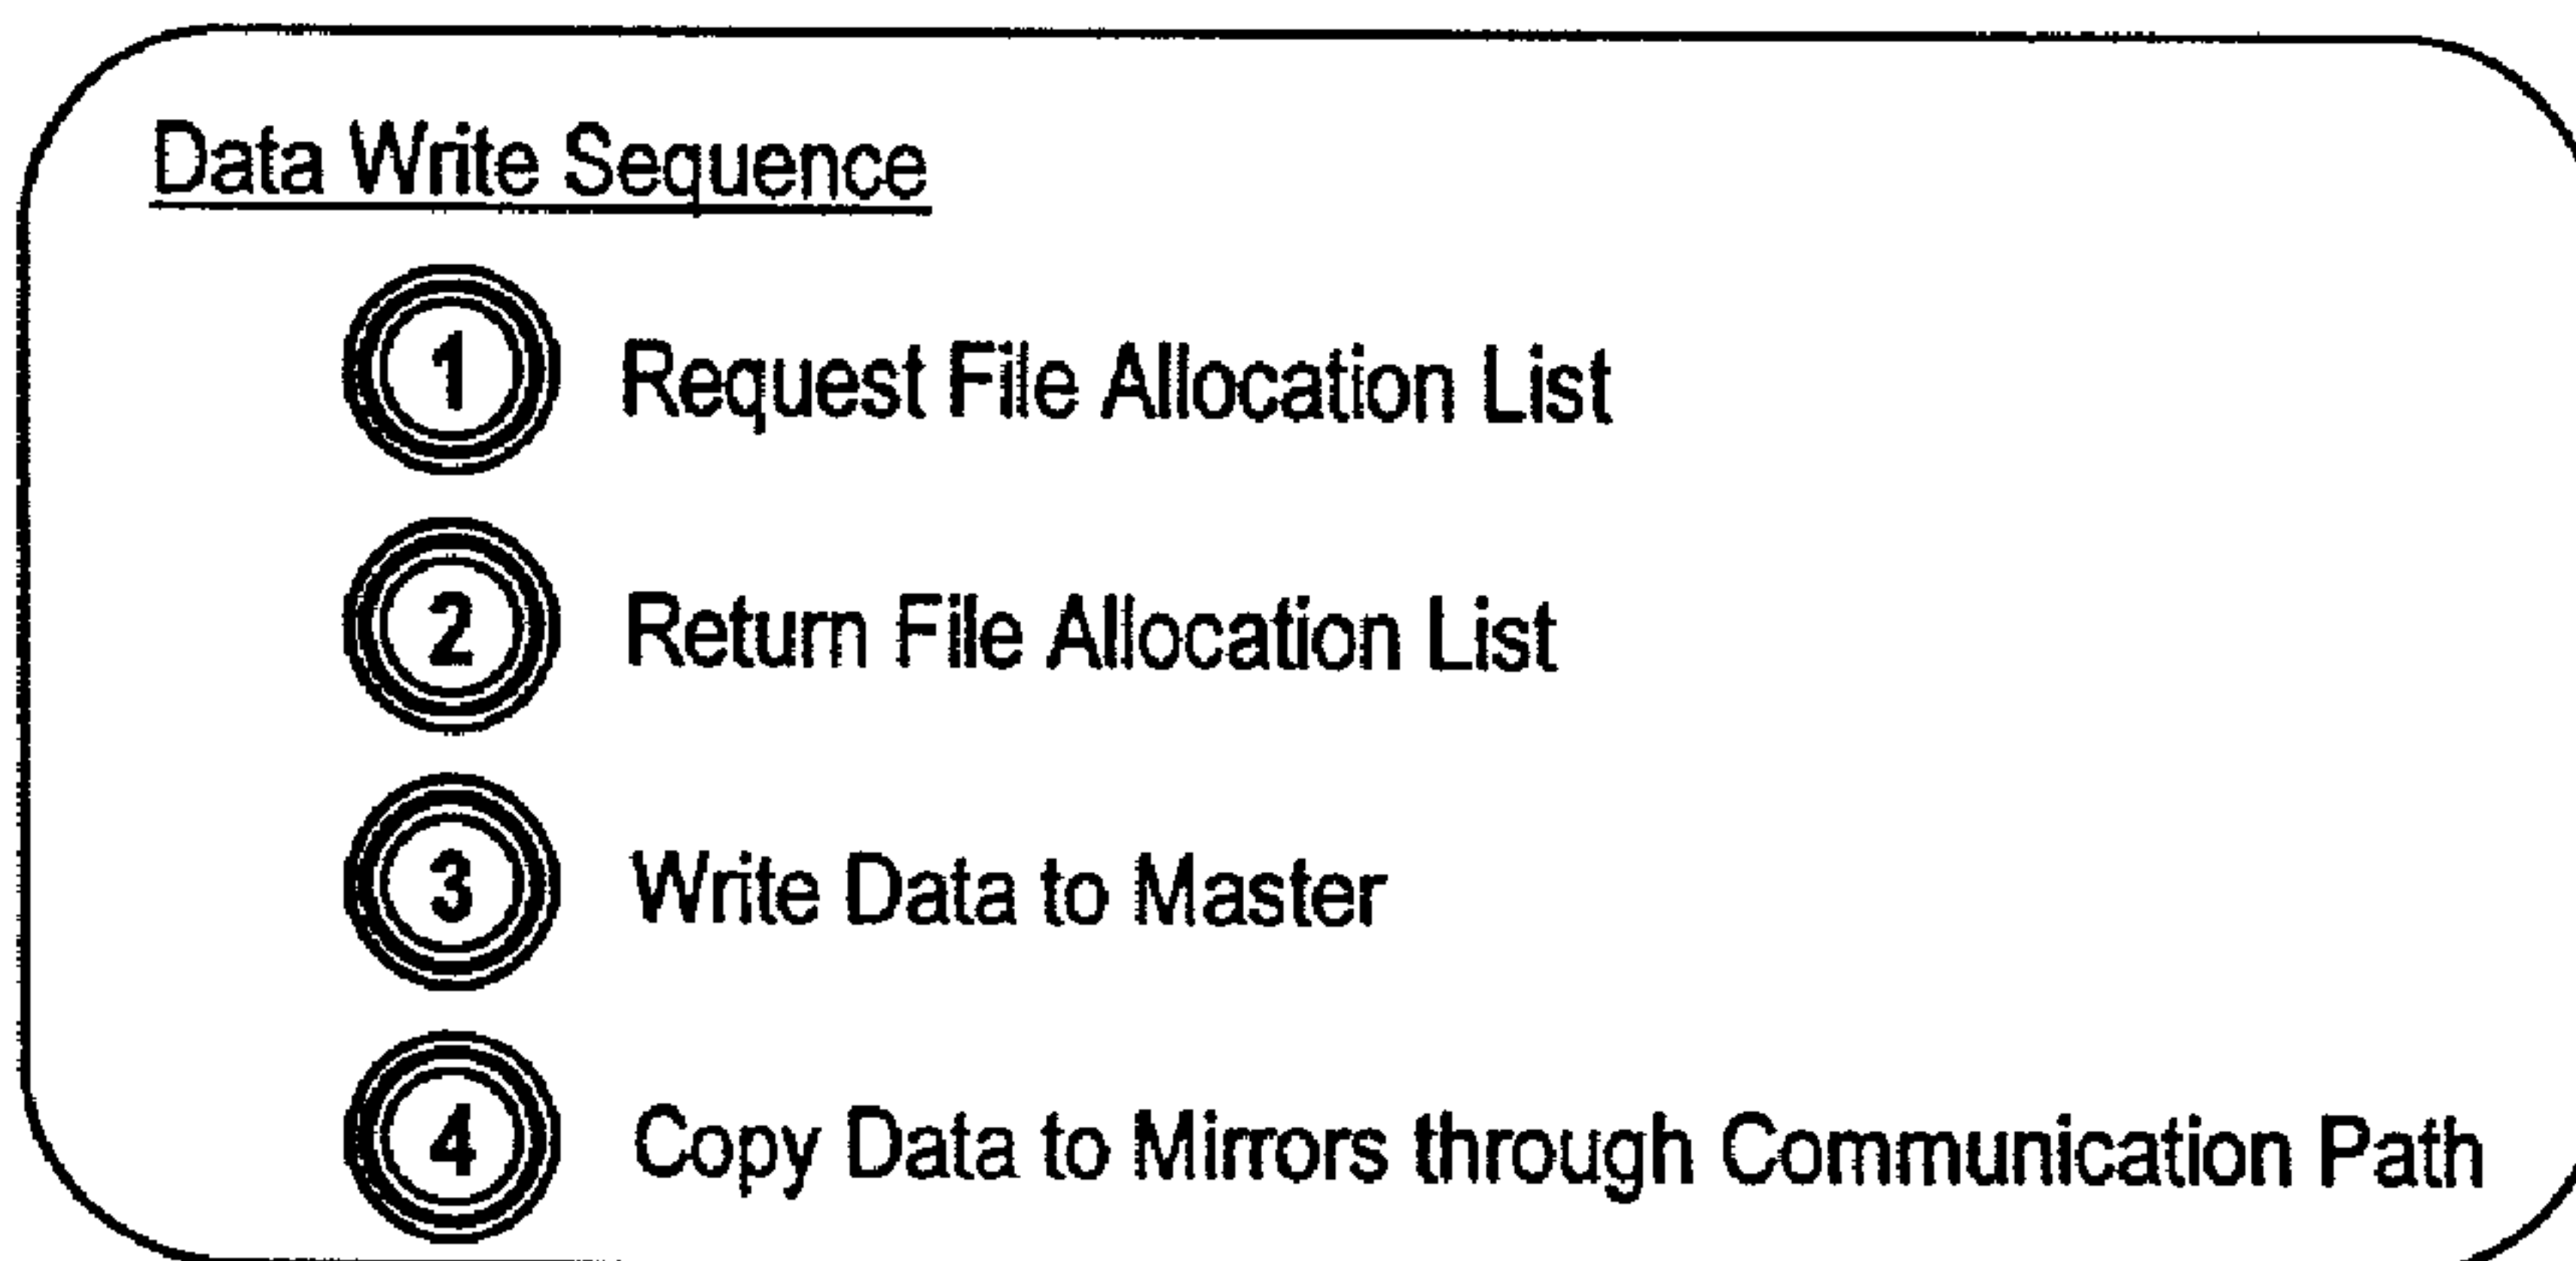 Data Write Sequence
1 Request File Allocation List
2 Return File Allocation List
3 Write Data to Master
4 Copy Data to Mirrors through Communication Path